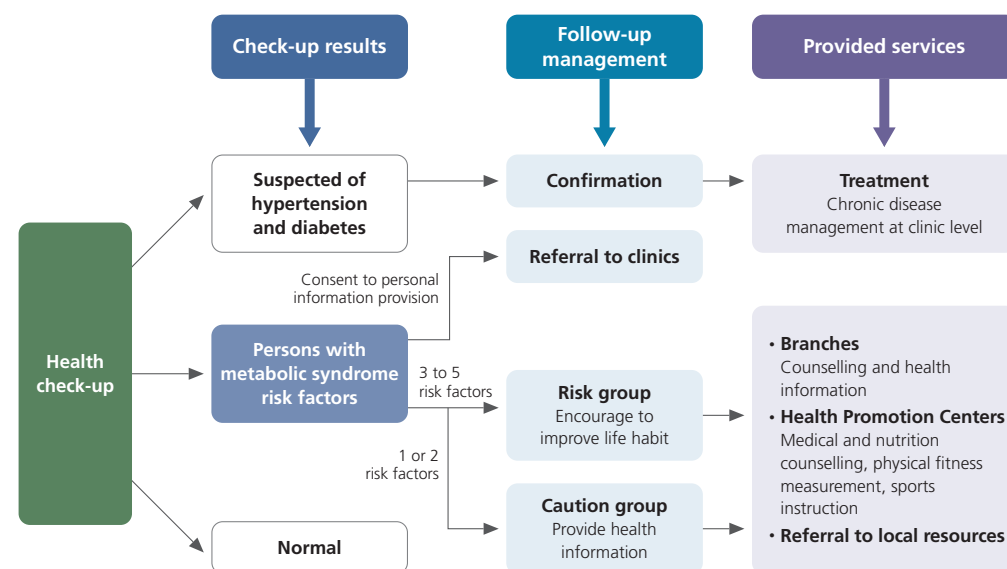 Check-up results
Follow-up
management
Provided services
Suspected of
hypertension
and diabetes
Confirmation
Treatment
Chronic disease
management at clinic level
Referral to clinics
Consent to personal
information provision
Health
check-up
Persons with
metabolic syndrome
risk factors
3 to 5
risk factors
Risk group
Encourage to
improve life habit
1 or 2
risk factors
Caution group
Provide health
information
Normal
• Branches
Counselling and health
information
• Health Promotion Centers
Medical and nutrition
counselling, physical fitness
measurement, sports
instruction
• Referral to local resources